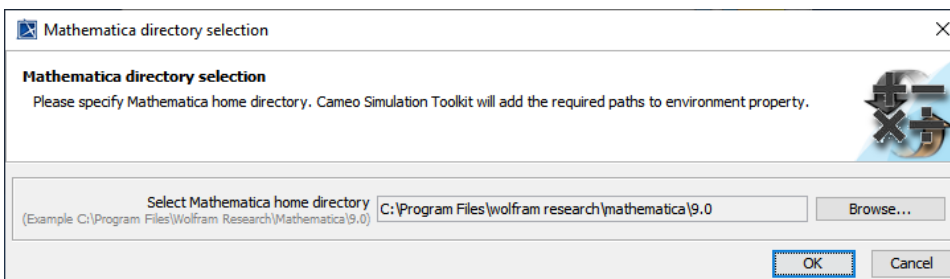 Mathematica directory selection
Mathematica directory selection
Please specify Mathematica home directory. Cameo Simulation Toolkit will add the required paths to environment property.
Select Mathematica home directory C:\Program Files\wolfram research\mathematica\9.0 Browse...
(Example C:\Program Files\Wolfram Research\Mathematica\9.0)
OK Cancel